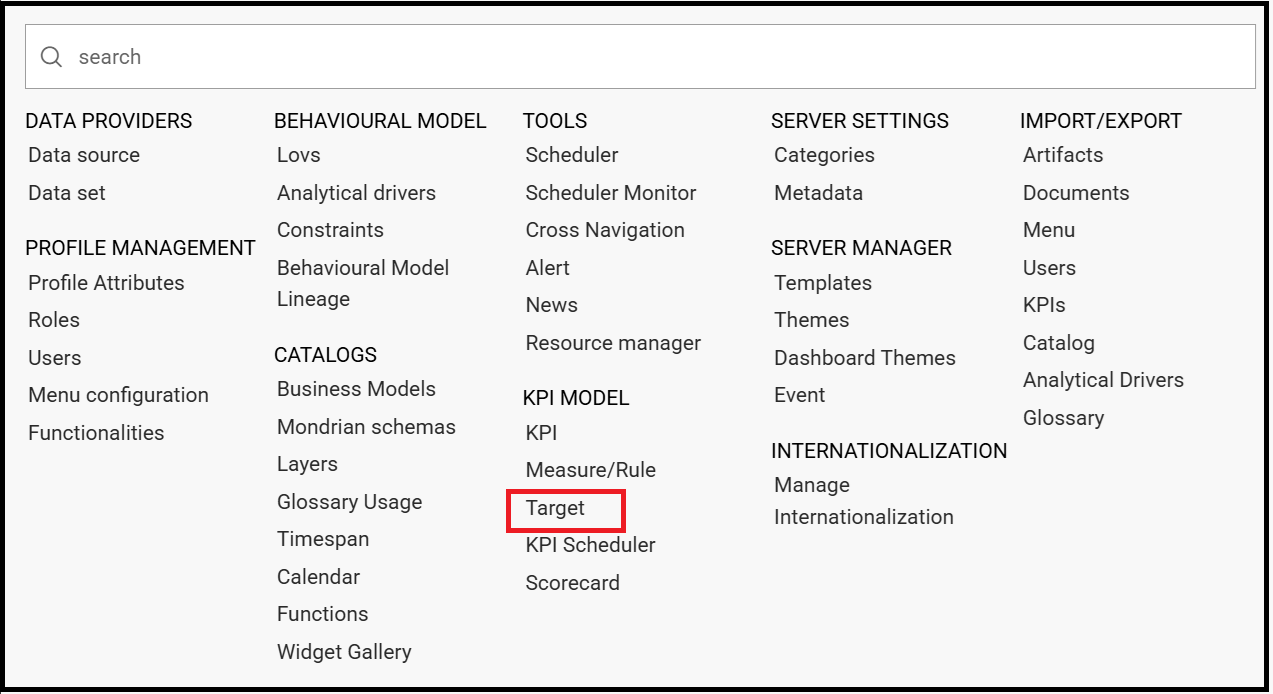 search
DATA PROVIDERS
Data source
Data set
PROFILE MANAGEMENT
Profile Attributes
Roles
Users
Menu configuration
Functionalities
BEHAVIOURAL MODEL
Lovs
Analytical drivers
Constraints
Behavioural Model
Lineage
CATALOGS
Business Models
Mondrian schemas
Layers
Glossary Usage
Timespan
Calendar
Functions
Widget Gallery
TOOLS
Scheduler
Scheduler Monitor
Cross Navigation
Alert
News
Resource manager
KPI MODEL
KPI
Measure/Rule
Target
KPI Scheduler
Scorecard
SERVER SETTINGS
Categories
Metadata
SERVER MANAGER
Templates
Themes
Dashboard Themes
Event
INTERNATIONALIZATION
Manage
Internationalization
IMPORT/EXPORT
Artifacts
Documents
Menu
Users
KPIs
Catalog
Analytical Drivers
Glossary